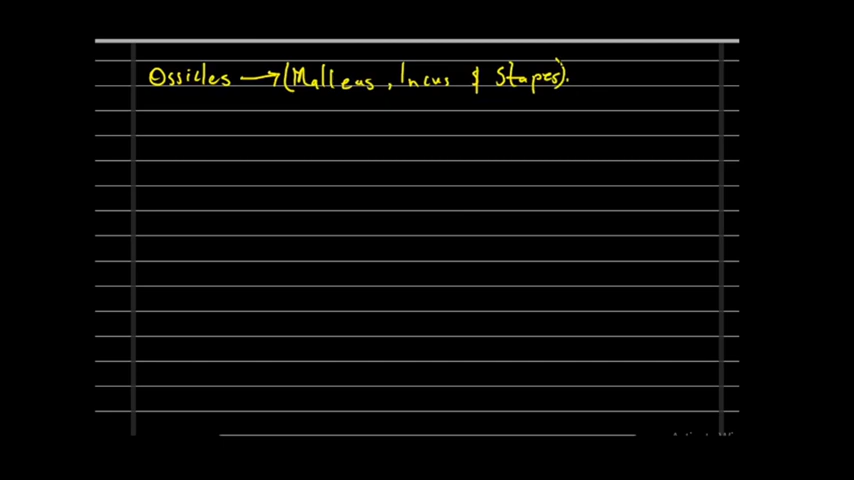 Ossicles → (Malleus, Incus & Stapes).